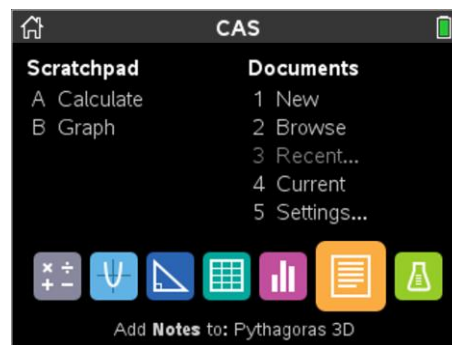 CAS
Scratchpad
A Calculate
B Graph
Documents
1 New
2 Browse
3 Recent...
4 Current
5 Settings...
Add Notes to: Pythagoras 3D